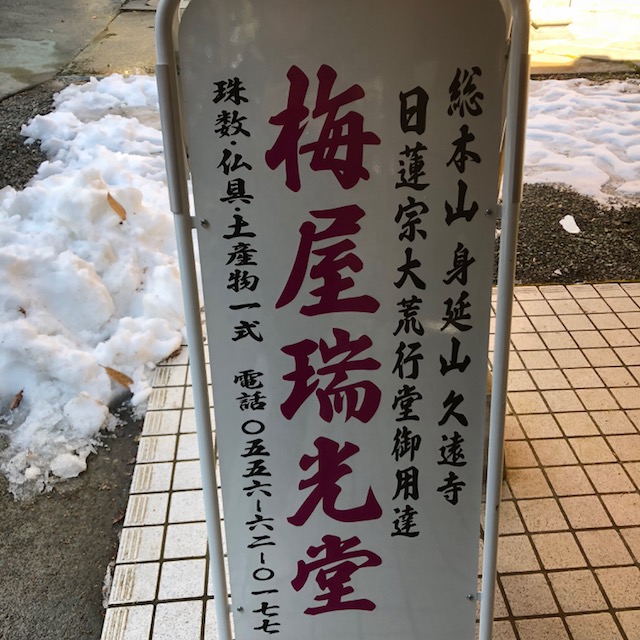 総本山 身延山 久遠寺
日蓮宗大荒行堂御用達
梅屋瑞光堂
珠数・仏具・土産物一式 電話〇五五六-六二-〇一七七